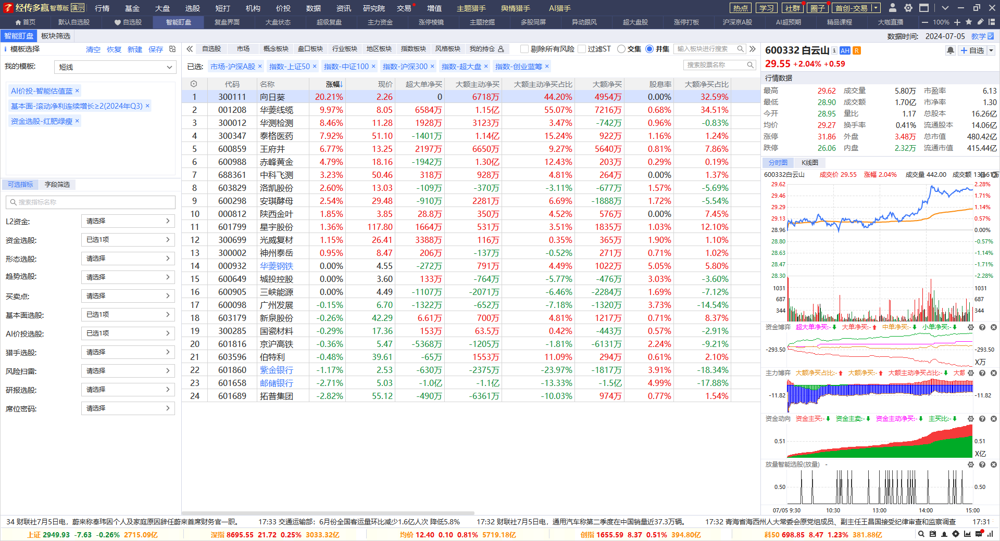 经传多赢 智尊版 演示 行情 基金 大盘 选股 短打 机构 价投 数据 资讯 研究院 交易 增值 主题猎手 舆情猎手 AI猎手 热点 学习 社群 圈子 首创-交易
首页 默认自选股 自选股 智能盯盘 复盘界面 大盘状态 超级复盘 主力资金 涨停棱镜 主题挖掘 多股同屏 异动跟风 超大盘股 涨停打板 沪深京A股 AI超预期 精品课程 大咖直播 100%
智能盯盘 板块筛选 数据时间: 2024-07-05 教学
模板选择 清空 恢复 新建 保存
我的模板: 短线
AI价投-智能估值蓝 ×
基本面-滚动净利连续增长≥2(2024年Q3) ×
资金选股-红肥绿瘦 ×
可选指标 字段筛选
搜索指标名称
L2资金: 请选择
资金选股: 已选1项
形态选股: 请选择
趋势选股: 请选择
买卖点: 请选择
基本面选股: 已选1项
AI价投选股: 已选1项
猎手选股: 请选择
风险扫雷: 请选择
研报选股: 请选择
席位密码: 请选择
自选股 市场 概念板块 盘口板块 行业板块 地区板块 指数板块 风格板块 我的持仓 剔除所有风险 过滤ST 交集 并集 输入板块进行搜索
已选: 市场-沪深A股 × 指数-上证50 × 指数-中证100 × 指数-沪深300 × 指数-超大盘 × 指数-创业蓝筹 × 搜索股票名称
代码 名称 涨幅↓ 现价 超大单净买 大额主动净买 大额主动净买占比 大额净买 股息率 大额净买占比
1 300111 向日葵 20.21% 2.26 0 6718万 44.20% 4954万 0.00% 32.59%
2 001208 华菱线缆 9.97% 8.05 6584万 1.15亿 55.07% 7216万 0.68% 34.51%
3 300012 华测检测 8.46% 11.28 1928万 3123万 3.47% -742万 0.96% -0.83%
4 300347 泰格医药 7.92% 51.10 -1401万 1.14亿 15.24% 922万 1.16% 1.24%
5 600859 王府井 6.77% 13.25 2197万 6650万 9.27% 5640万 0.81% 7.86%
6 600988 赤峰黄金 4.79% 18.16 -1942万 1.30亿 12.43% 203万 0.29% 0.19%
7 688361 中科飞测 3.23% 50.46 318万 928万 4.81% 264万 0.00% 1.37%
8 603829 洛凯股份 2.60% 13.03 -109万 -370万 -3.11% -677万 1.57% -5.69%
9 600298 安琪酵母 2.54% 29.48 -910万 2281万 6.69% -1888万 1.72% -5.54%
10 000812 陕西金叶 1.85% 3.85 28.8万 350万 4.52% 576万 0.00% 7.45%
11 601799 星宇股份 1.36% 117.80 1664万 531万 3.51% 1835万 1.03% 12.10%
12 300699 光威复材 1.15% 26.41 3388万 116万 0.35% 365万 1.90% 1.10%
13 300002 神州泰岳 0.95% 8.47 206万 -137万 -0.52% 271万 0.71% 1.02%
14 000932 华菱钢铁 0.00% 4.55 -272万 791万 4.49% 1022万 5.05% 5.80%
15 600649 城投控股 0.00% 3.60 133万 -764万 -5.77% -476万 3.03% -3.60%
16 600905 三峡能源 0.00% 4.49 -1107万 -2071万 -6.46% -2284万 1.69% -7.12%
17 600098 广州发展 -0.15% 6.70 -1322万 -652万 -7.18% -1320万 3.73% -14.54%
18 603179 新泉股份 -0.26% 42.29 6.61万 700万 4.81% 1217万 0.71% 8.37%
19 300285 国瓷材料 -0.29% 17.36 153万 63.5万 0.42% -443万 0.57% -2.91%
20 601816 京沪高铁 -0.36% 5.47 -5368万 -1205万 -1.81% -6131万 2.24% -9.21%
21 603596 伯特利 -0.48% 39.61 -65万 1553万 11.09% 294万 0.61% 2.10%
22 601860 紫金银行 -1.17% 2.53 -630万 -2375万 -23.97% -1817万 3.91% -18.34%
23 601658 邮储银行 -2.71% 5.03 -1.0亿 -1.1亿 -13.33% -1.5亿 4.99% -17.88%
24 601689 拓普集团 -2.82% 55.12 -490万 -6361万 -10.03% 974万 0.77% 1.54%
600332 白云山 i AH R 自选
29.55 +2.04% +0.59
行情数据
最高 29.62 成交量 5.80万 市盈率 6.13
最低 28.90 成交额 1.70亿 市净率 1.30
今开 28.95 量比 1.17 总股本 16.26亿
均价 29.27 换手率 0.41% 流通股本 14.06亿
涨停 31.86 外盘 3.48万 总市值 480.42亿
跌停 26.06 内盘 2.32万 流通市值 415.44亿
分时图 K线图
600332白云山 成交价 29.55 涨幅 2.04% 成交量 442.00 成交额
29.62 2.28%
29.46 1.71%
29.29 1.14%
29.13 0.57%
28.96 0.00%
28.80 -0.57%
28.63 -1.14%
28.47 -1.71%
28.30 -2.28%
1031 1031
687 687
344 344
资金博弈 超大单净买:- 大单净买:- 中单净买:- 小单净买:-
-293.50 -293.50
X万
主力博弈 大额净买占比:- 大额净买:- 大额主动净买占比:- 大额
-11.82 -11.82
资金动向 资金主买:- 资金主卖:- 资金主动净买:- 主买比:-
0.51 0.51
X亿
放量智能选股(放量) -
0.50 0.50
07/05 9:30 10:30 13:00 14:00 15:00
34 财联社7月5日电，蔚来称奉玮因个人及家庭原因辞任蔚来首席财务官一职。 17:33 交通运输部：6月份全国客运量环比减少1.6亿人次 降低5.8% 17:32 财联社7月5日电，通用汽车称第二季度在中国销量近37.3万辆。 17:32 青海省海西州人大常委会原党组成员、副主任王昌国接受纪律审查和监察调查 17:31
上证 2949.93 -7.63 -0.26% 2715.09亿 深指 8695.55 21.72 0.25% 3033.32亿 均价 12.40 0.10 0.81% 5719.18亿 创指 1655.59 8.37 0.51% 394.80亿 科50 698.85 8.47 1.23% 381.88亿